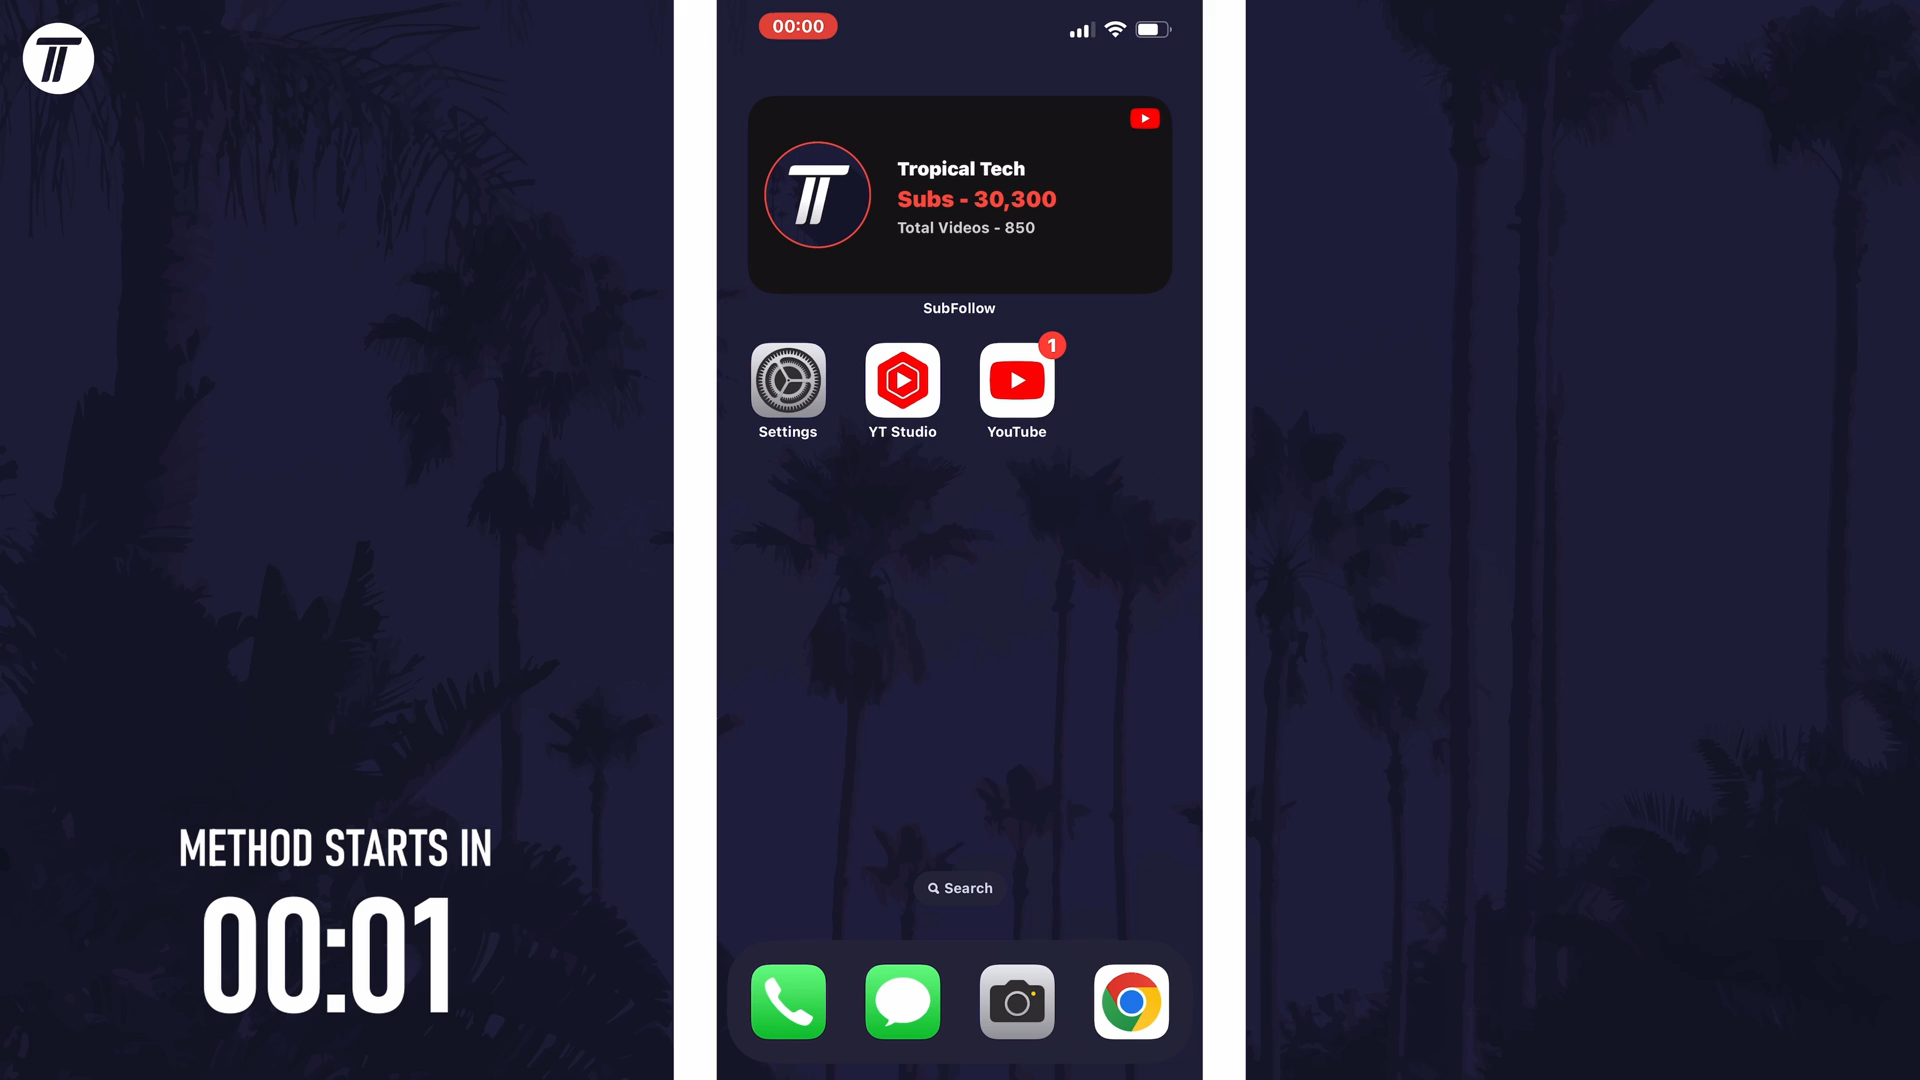 00:00
Tropical Tech
Subs - 30,300
Total Videos - 850
SubFollow
1
Settings
YT Studio
YouTube
METHOD STARTS IN
00:01
Search